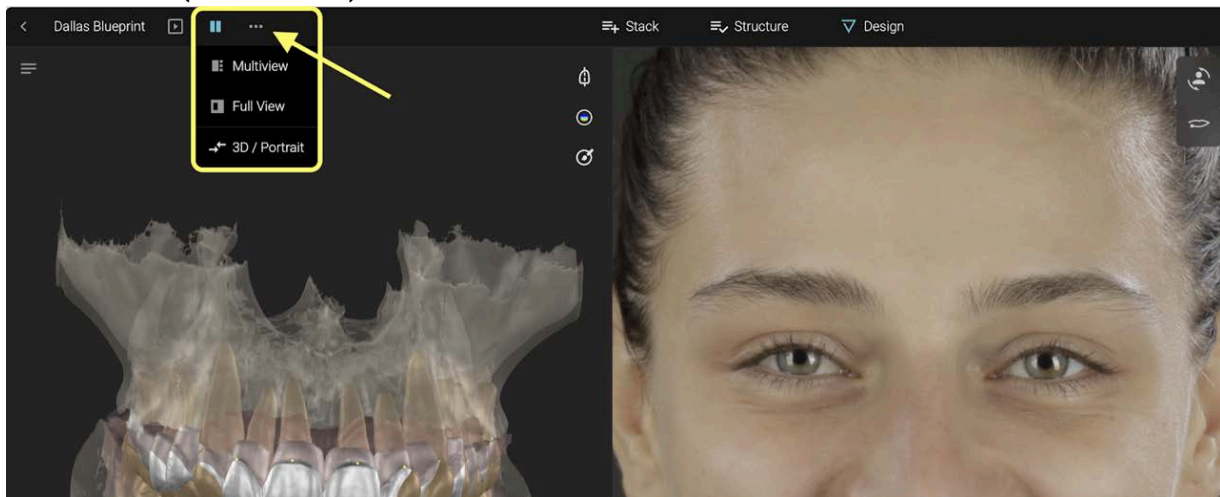 Dallas Blueprint
Stack
Structure
Design
Multiview
Full View
3D / Portrait